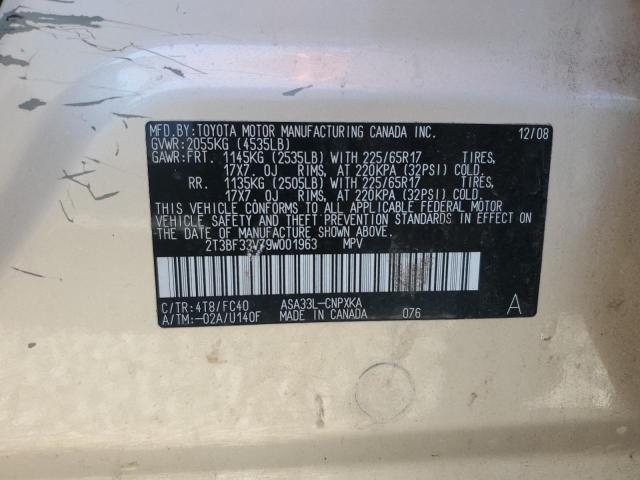 MFD.BY:TOYOTA MOTOR MANUFACTURING CANADA INC. 12/08
GVWR:2055KG (4535LB)
GAWR:FRT. 1145KG (2535LB) WITH 225/65R17 TIRES,
17X7. OJ RIMS, AT 220KPA (32PSI) COLD.
RR. 1135KG (2505LB) WITH 225/65R17 TIRES,
17X7. OJ RIMS, AT 220KPA (32PSI) COLD.
THIS VEHICLE CONFORMS TO ALL APPLICABLE FEDERAL MOTOR
VEHICLE SAFETY AND THEFT PREVENTION STANDARDS IN EFFECT ON
THE DATE OF MANUFACTURE SHOWN ABOVE.
2T3BF33V79W001963 MPV
C/TR:4T8/FC40 ASA33L-CNPXKA
A/TM:-02A/U140F MADE IN CANADA 076 A